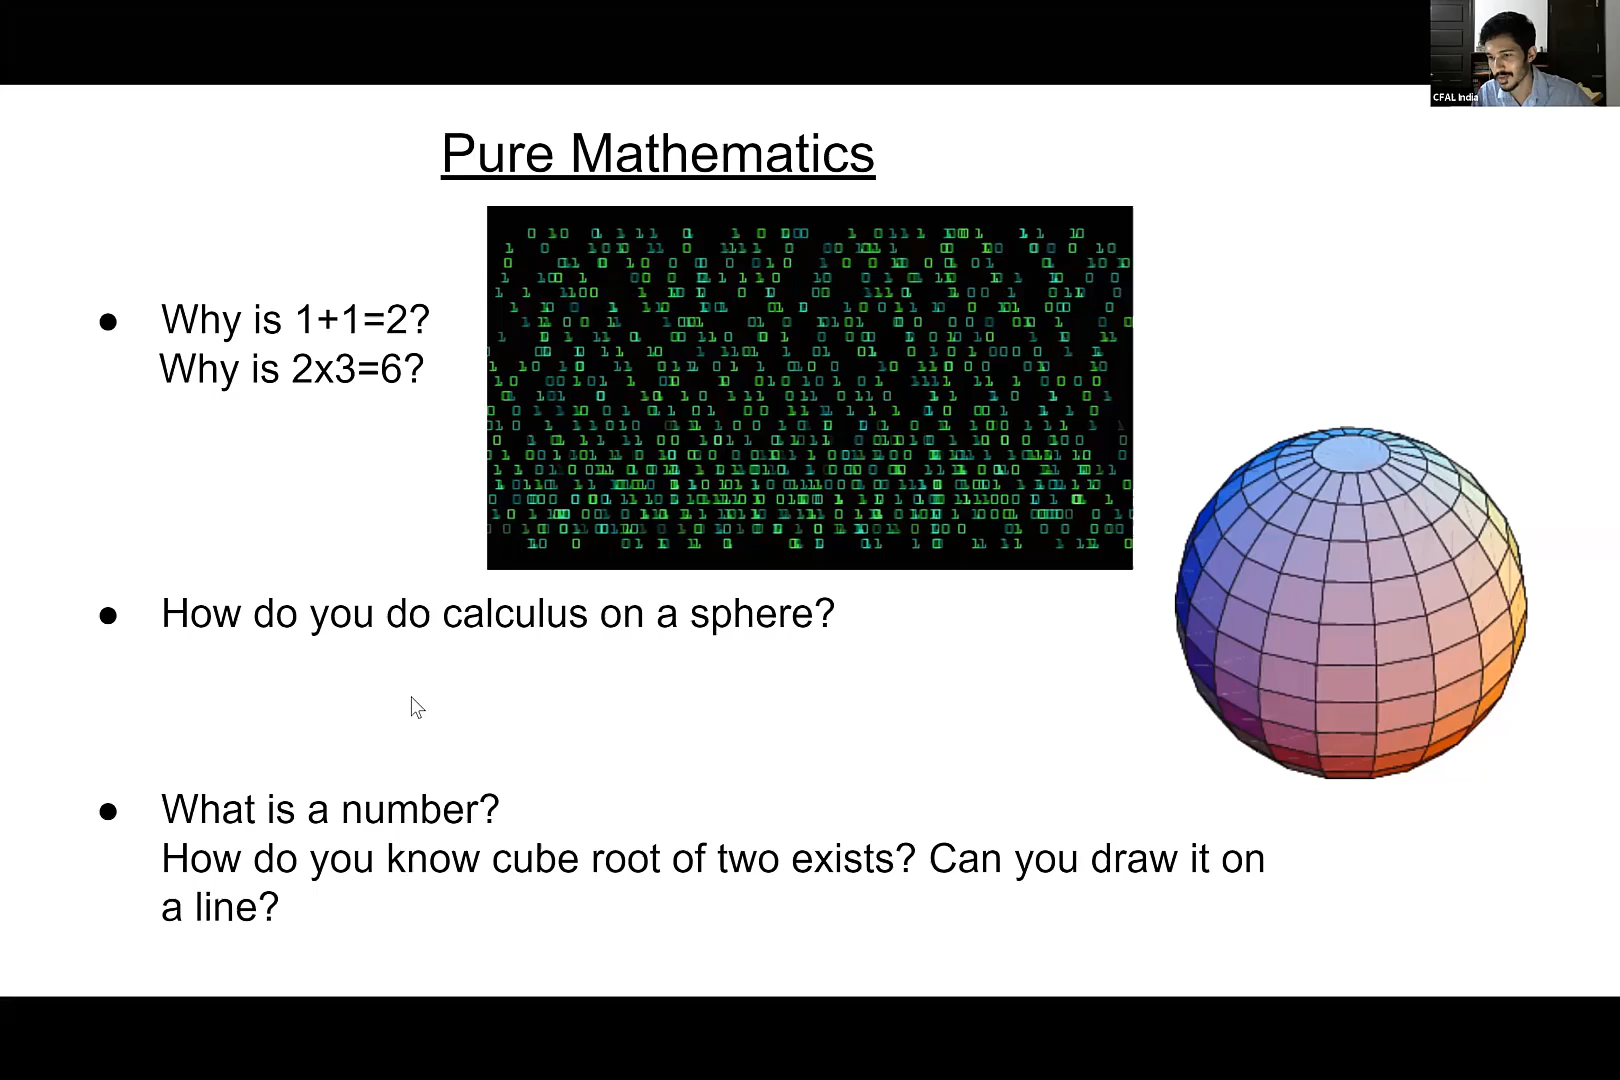 CFAL India
Pure Mathematics
● Why is 1+1=2?
Why is 2x3=6?
● How do you do calculus on a sphere?
● What is a number?
How do you know cube root of two exists? Can you draw it on
a line?